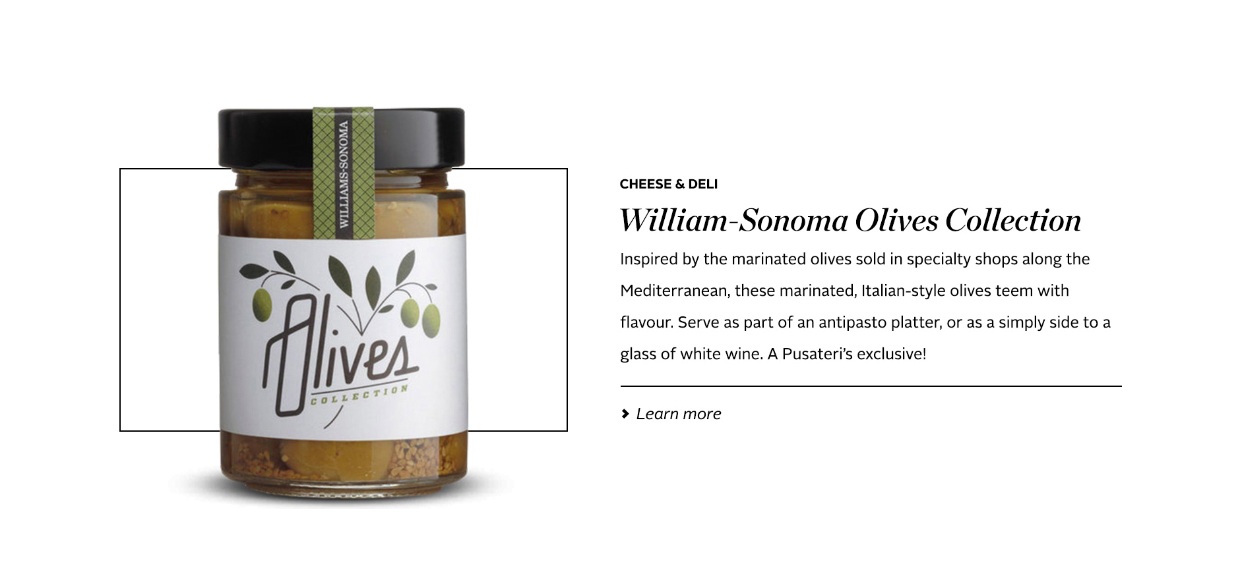 WILLIAMS-SONOMA
Olives
COLLECTION
CHEESE & DELI
William-Sonoma Olives Collection
Inspired by the marinated olives sold in specialty shops along the
Mediterranean, these marinated, Italian-style olives teem with
flavour. Serve as part of an antipasto platter, or as a simply side to a
glass of white wine. A Pusateri’s exclusive!
Learn more